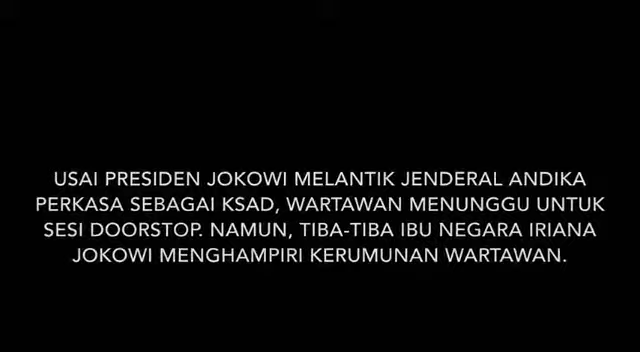 USAI PRESIDEN JOKOWI MELANTIK JENDERAL ANDIKA
PERKASA SEBAGAI KSAD, WARTAWAN MENUNGGU UNTUK
SESI DOORSTOP. NAMUN, TIBA-TIBA IBU NEGARA IRIANA
JOKOWI MENGHAMPIRI KERUMUNAN WARTAWAN.